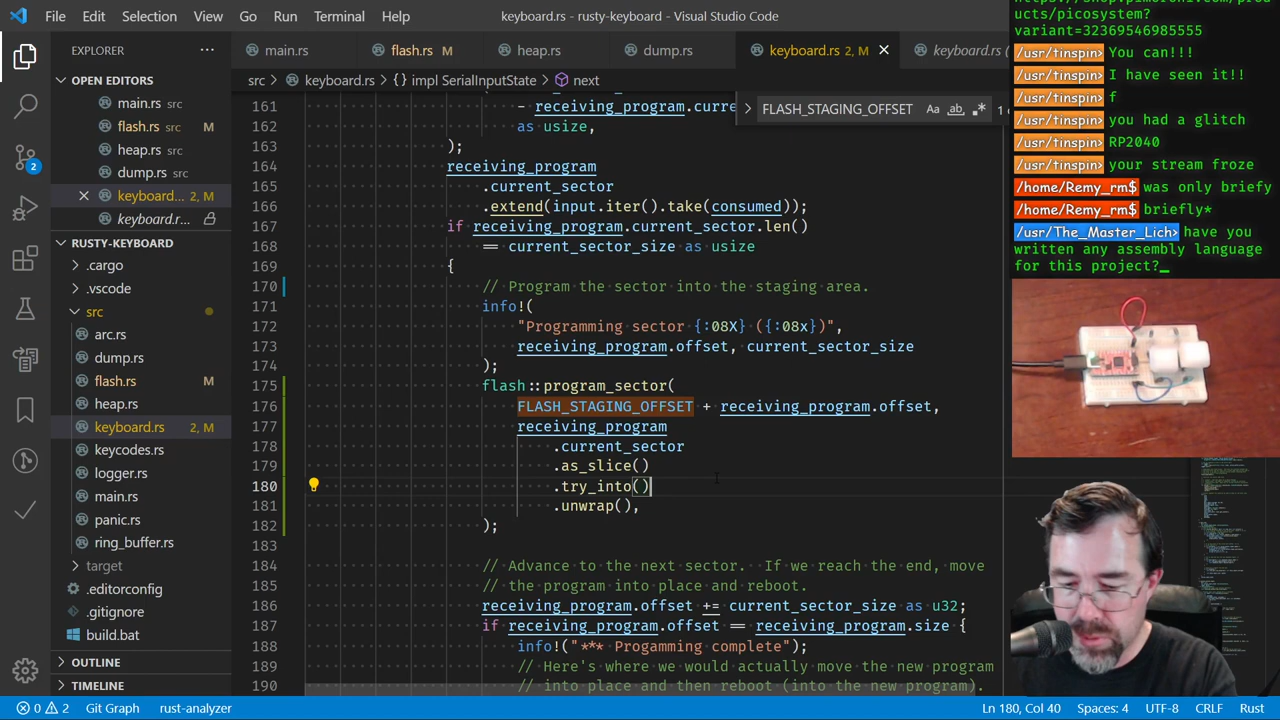 File Edit Selection View Go Run Terminal Help
keyboard.rs - rusty-keyboard - Visual Studio Code
EXPLORER
OPEN EDITORS
main.rs src
flash.rs src M
heap.rs src
dump.rs src
keyboard... 2, M
keyboard.r...
RUSTY-KEYBOARD
.cargo
.vscode
src
arc.rs
dump.rs
flash.rs M
heap.rs
keyboard.rs 2, M
keycodes.rs
logger.rs
main.rs
panic.rs
ring_buffer.rs
target
.editorconfig
.gitignore
build.bat
OUTLINE
TIMELINE
2
main.rs flash.rs M heap.rs dump.rs keyboard.rs 2, M keyboard.rs (
src > keyboard.rs > {} impl SerialInputState > next
FLASH_STAGING_OFFSET Aa ab
161 - receiving_program.curre
162 as usize,
163 );
164 receiving_program
165 .current_sector
166 .extend(input.iter().take(consumed));
167 if receiving_program.current_sector.len()
168 == current_sector_size as usize
169 {
170 // Program the sector into the staging area.
171 info!(
172 "Programming sector {:08X} ({:08x})",
173 receiving_program.offset, current_sector_size
174 );
175 flash::program_sector(
176 FLASH_STAGING_OFFSET + receiving_program.offset,
177 receiving_program
178 .current_sector
179 .as_slice()
180 .try_into()
181 .unwrap(),
182 );
183
184 // Advance to the next sector. If we reach the end, move
185 // the program into place and reboot.
186 receiving_program.offset += current_sector_size as u32;
187 if receiving_program.offset == receiving_program.size {
188 info!("*** Progamming complete");
189 // Here's where we would actually move the new program
190 // into place and then reboot (into the new program).
0 2 Git Graph rust-analyzer
Ln 180, Col 40 Spaces: 4 UTF-8 CRLF Rust
ducts/picosystem?
variant=32369546985555
/usr/tinspin> You can!!!
/usr/tinspin> I have seen it!!
/usr/tinspin> f
/usr/tinspin> you had a glitch
/usr/tinspin> RP2040
/usr/tinspin> your stream froze
/home/Remy_rm$ was only briefy
/home/Remy_rm$ briefly*
/usr/The_Master_Lich> have you
written any assembly language
for this project?_